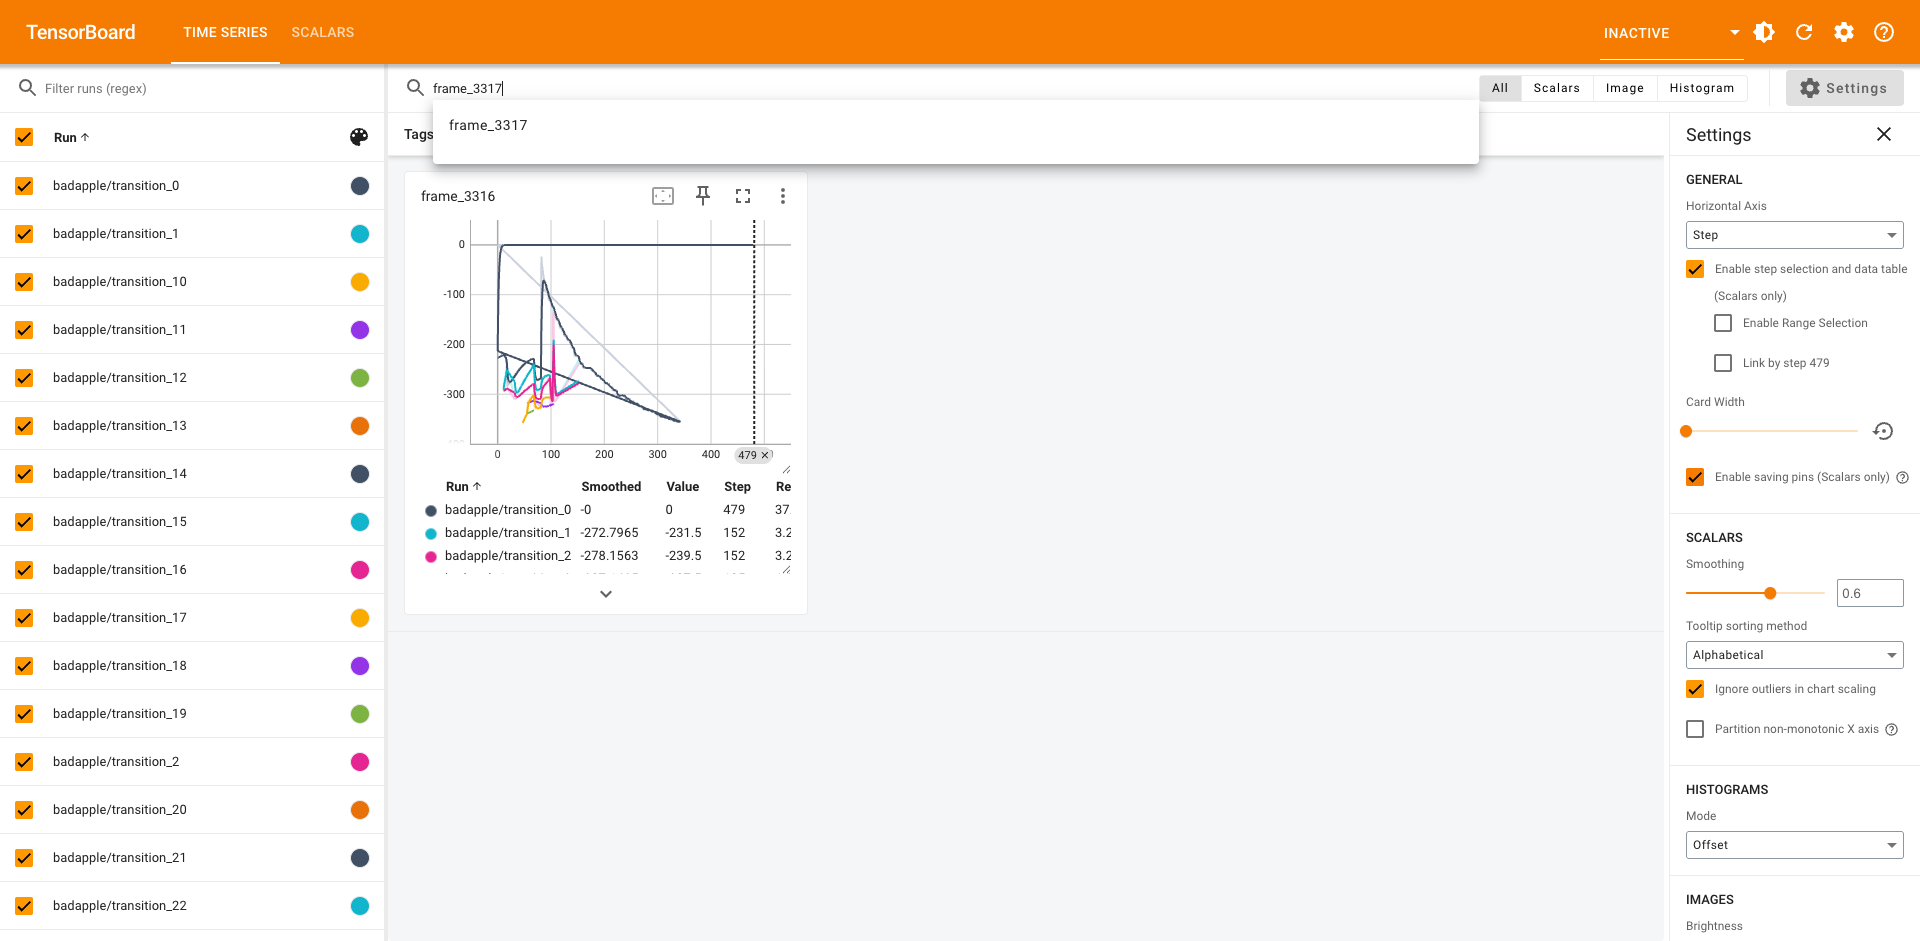 TensorBoard
TIME SERIES
SCALARS
INACTIVE
Filter runs (regex)
frame_3317
All
Scalars
Image
Histogram
Settings
frame_3317
Run
Tags
Settings
badapple/transition_0
badapple/transition_1
badapple/transition_10
badapple/transition_11
badapple/transition_12
badapple/transition_13
badapple/transition_14
badapple/transition_15
badapple/transition_16
badapple/transition_17
badapple/transition_18
badapple/transition_19
badapple/transition_2
badapple/transition_20
badapple/transition_21
badapple/transition_22
frame_3316
0
-100
-200
-300
0 100 200 300 400 479
Run Smoothed Value Step Re
badapple/transition_0 -0 0 479 37.
badapple/transition_1 -272.7965 -231.5 152 3.2
badapple/transition_2 -278.1563 -239.5 152 3.2
GENERAL
Horizontal Axis
Step
Enable step selection and data table
(Scalars only)
Enable Range Selection
Link by step 479
Card Width
Enable saving pins (Scalars only)
SCALARS
Smoothing
0.6
Tooltip sorting method
Alphabetical
Ignore outliers in chart scaling
Partition non-monotonic X axis
HISTOGRAMS
Mode
Offset
IMAGES
Brightness